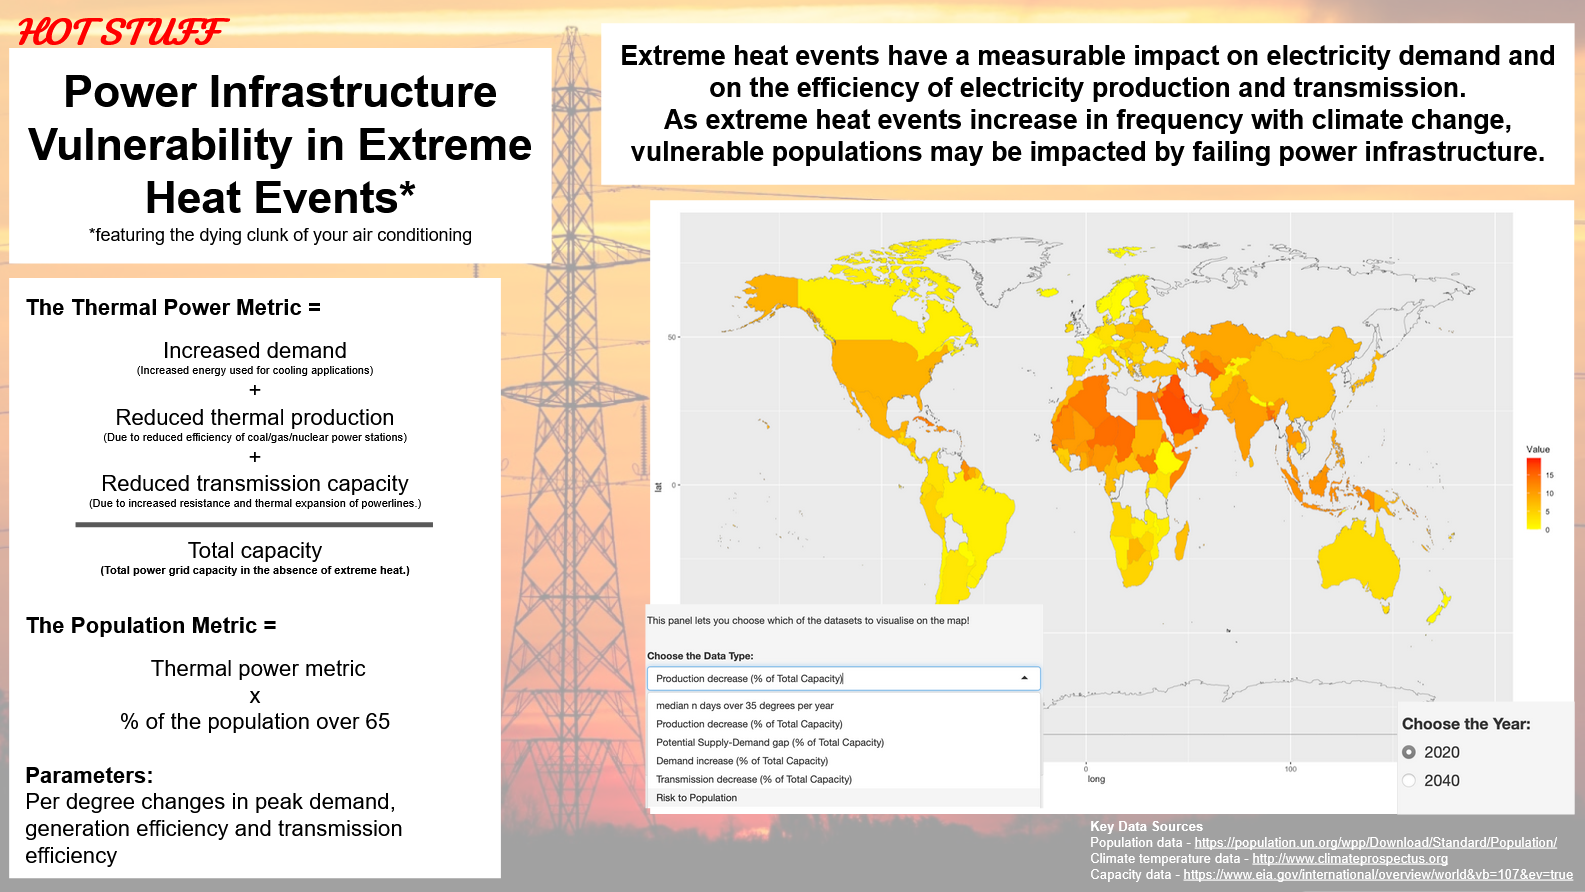 HOT STUFF
Power Infrastructure
Vulnerability in Extreme
Heat Events*
*featuring the dying clunk of your air conditioning
Extreme heat events have a measurable impact on electricity demand and
on the efficiency of electricity production and transmission.
As extreme heat events increase in frequency with climate change,
vulnerable populations may be impacted by failing power infrastructure.
The Thermal Power Metric =
Increased demand
(Increased energy used for cooling applications)
+
Reduced thermal production
(Due to reduced efficiency of coal/gas/nuclear power stations)
+
Reduced transmission capacity
(Due to increased resistance and thermal expansion of powerlines.)
Total capacity
(Total power grid capacity in the absence of extreme heat.)
The Population Metric =
Thermal power metric
x
% of the population over 65
Parameters:
Per degree changes in peak demand,
generation efficiency and transmission
efficiency
50
lat
0
Value
15
10
5
0
This panel lets you choose which of the datasets to visualise on the map!
Choose the Data Type:
Production decrease (% of Total Capacity)
median n days over 35 degrees per year
Production decrease (% of Total Capacity)
Potential Supply-Demand gap (% of Total Capacity)
Demand increase (% of Total Capacity)
Transmission decrease (% of Total Capacity)
Risk to Population
0
100
long
Choose the Year:
2020
2040
Key Data Sources
Population data - https://population.un.org/wpp/Download/Standard/Population/
Climate temperature data - http://www.climateprospectus.org
Capacity data - https://www.eia.gov/international/overview/world&vb=107&ev=true